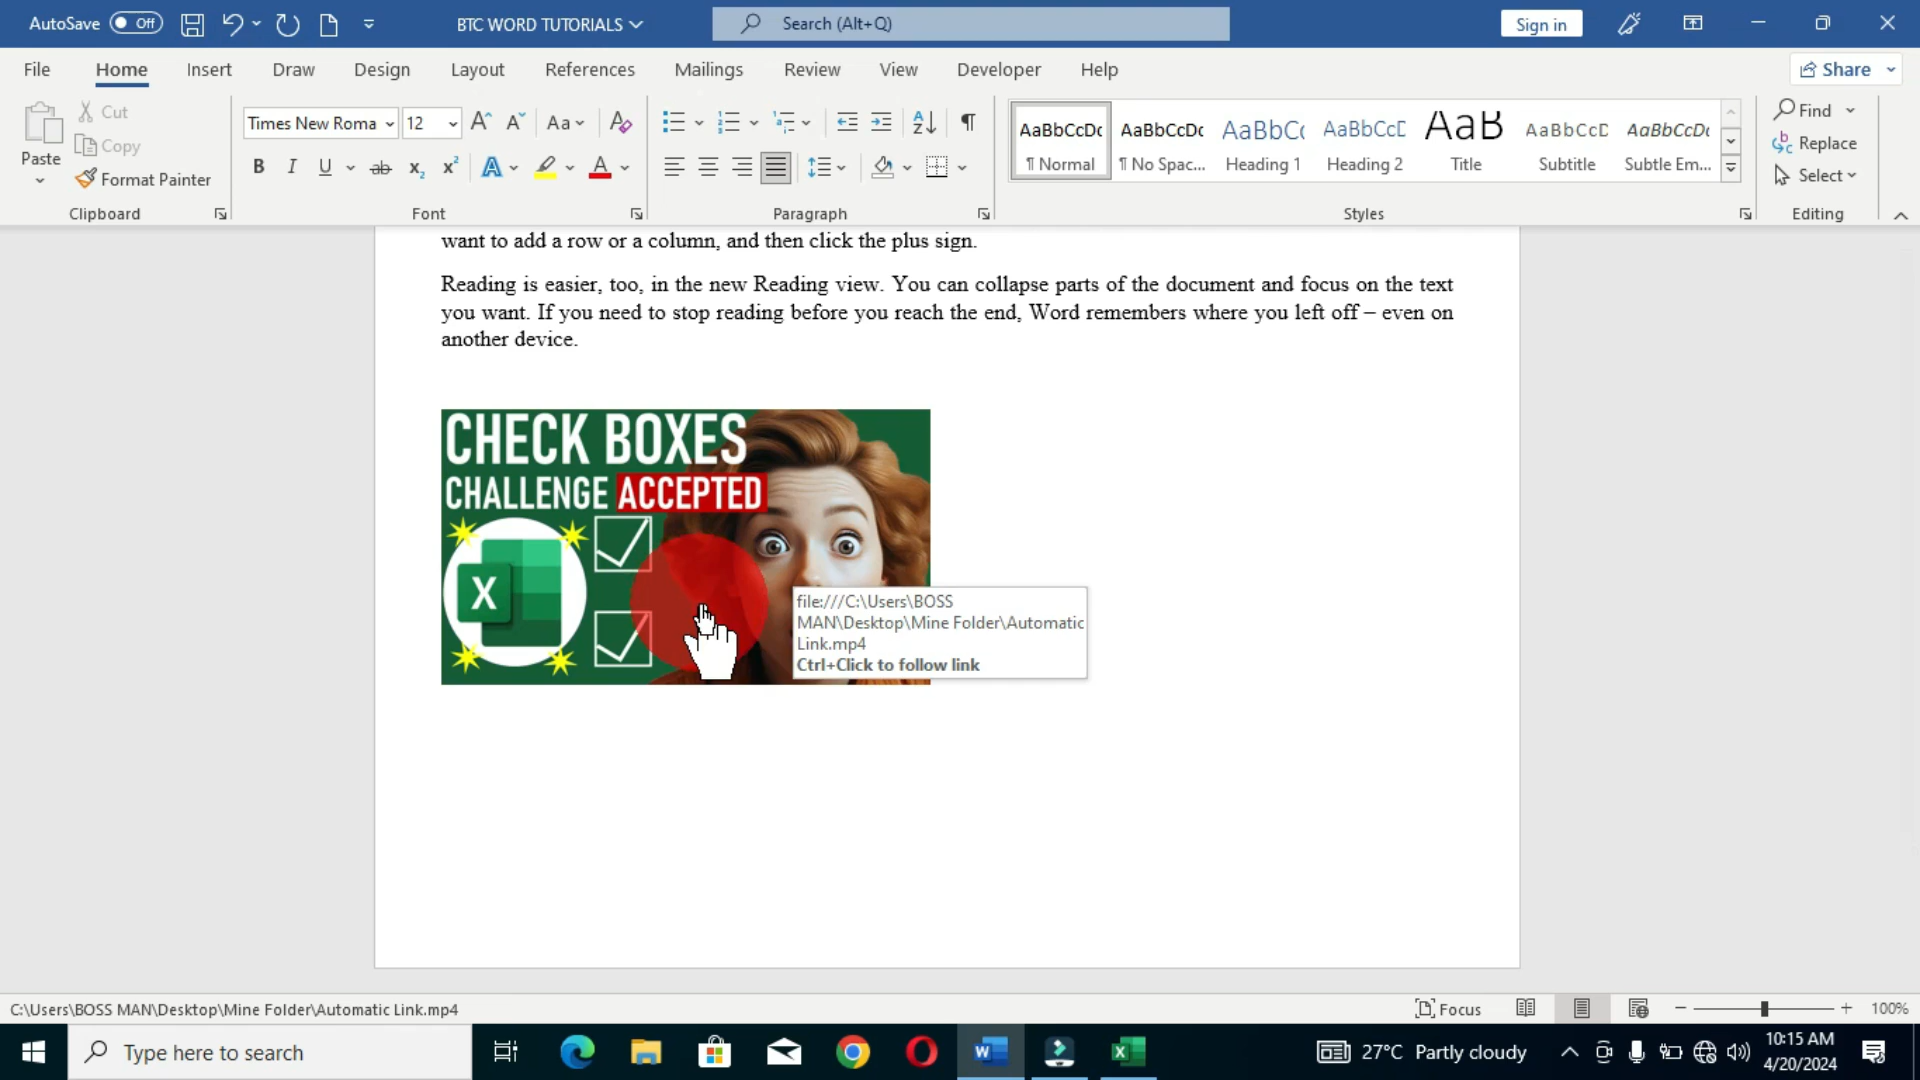 AutoSave Off
BTC WORD TUTORIALS
Search (Alt+Q)
Sign in
File Home Insert Draw Design Layout References Mailings Review View Developer Help
Share
Paste
Cut
Copy
Format Painter
Clipboard
Times New Roma 12
Aa
B I U ab x₂ x² A A
Font
Paragraph
AaBbCcDc AaBbCcDc AaBbC AaBbCcD AaB AaBbCcD AaBbCcDc
¶ Normal ¶ No Spac... Heading 1 Heading 2 Title Subtitle Subtle Em...
Styles
Find
Replace
Select
Editing
want to add a row or a column, and then click the plus sign.
Reading is easier, too, in the new Reading view. You can collapse parts of the document and focus on the text
you want. If you need to stop reading before you reach the end, Word remembers where you left off – even on
another device.
CHECK BOXES
CHALLENGE ACCEPTED
X
file:///C:\Users\BOSS
MAN\Desktop\Mine Folder\Automatic
Link.mp4
Ctrl+Click to follow link
C:\Users\BOSS MAN\Desktop\Mine Folder\Automatic Link.mp4
Focus
100%
Type here to search
27°C Partly cloudy
10:15 AM
4/20/2024